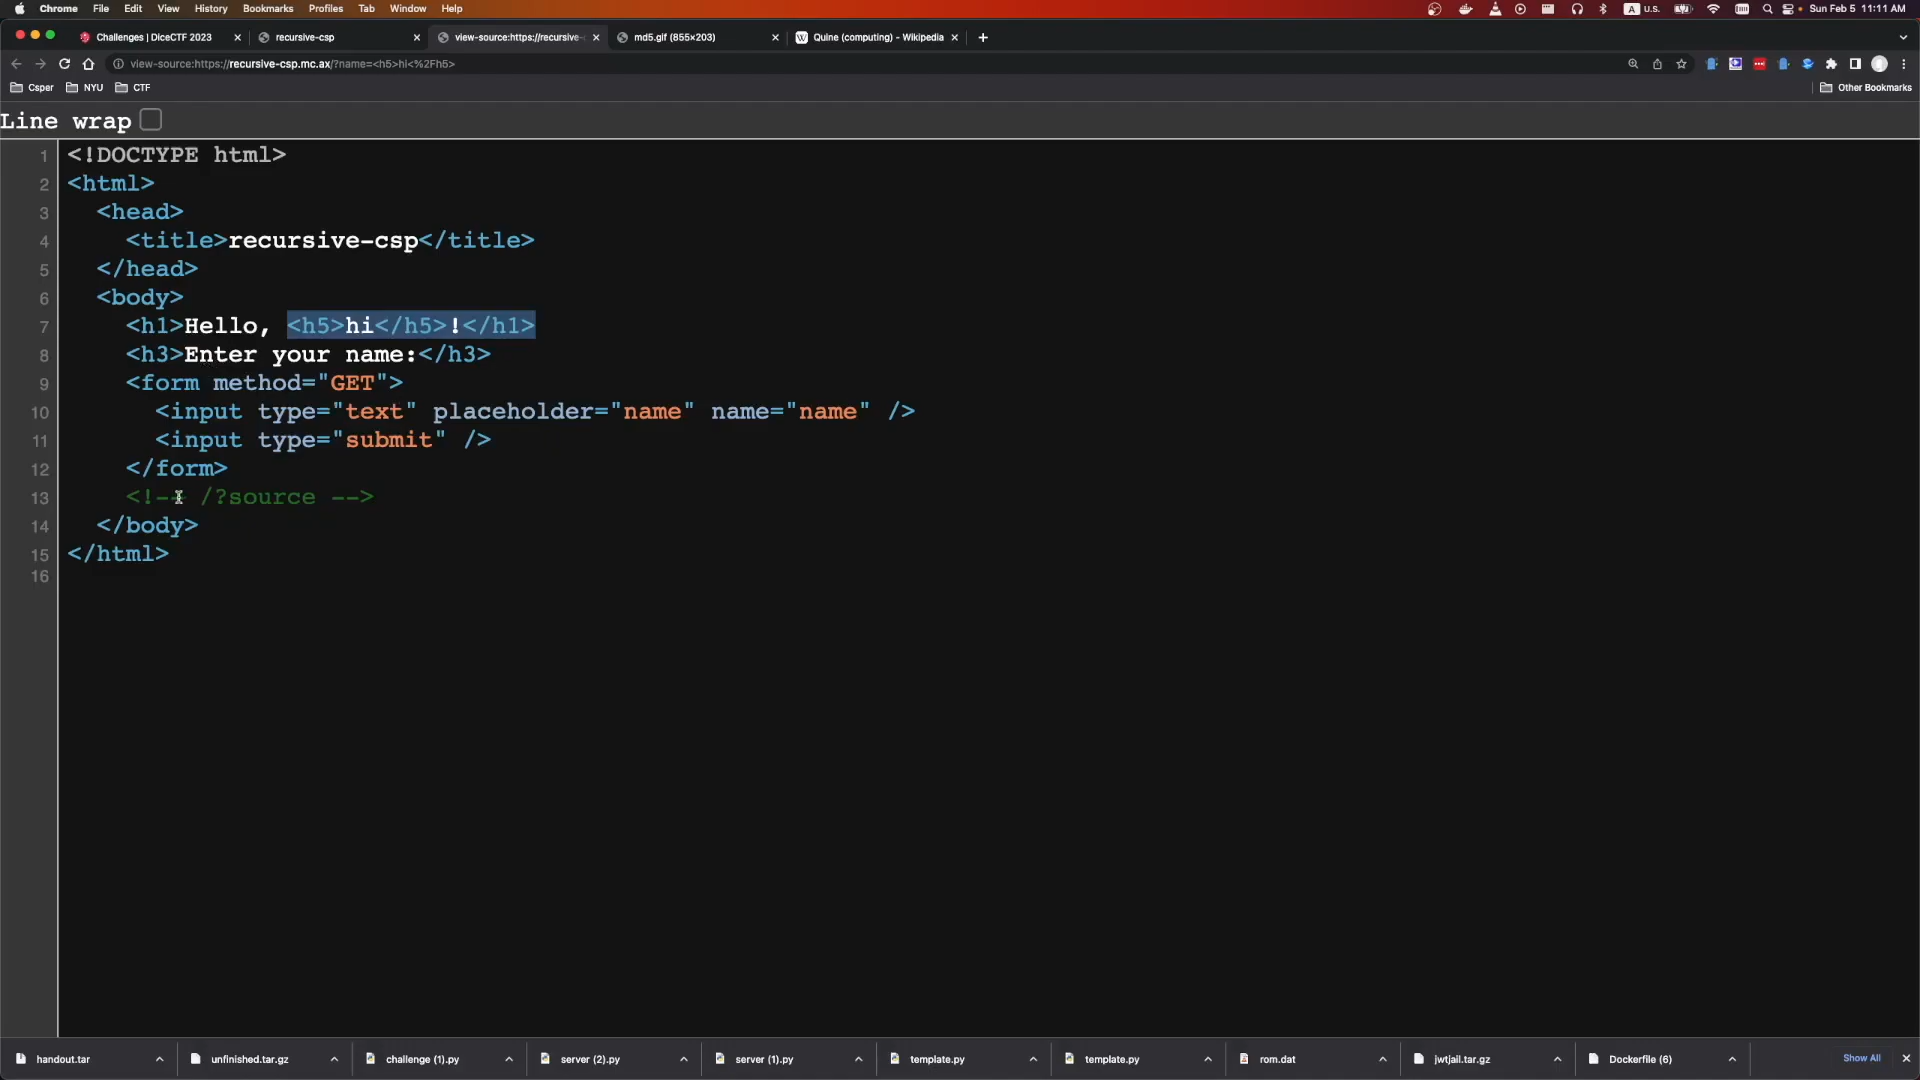 Chrome File Edit View History Bookmarks Profiles Tab Window Help A U.S. Sun Feb 5 11:11 AM
Challenges | DiceCTF 2023 recursive-csp view-source:https://recursive- md5.gif (855×203) W Quine (computing) - Wikipedia
view-source:https://recursive-csp.mc.ax/?name=<h5>hi<%2Fh5>
Csper NYU CTF Other Bookmarks
Line wrap
1 <!DOCTYPE html>
2 <html>
3 <head>
4 <title>recursive-csp</title>
5 </head>
6 <body>
7 <h1>Hello, <h5>hi</h5>!</h1>
8 <h3>Enter your name:</h3>
9 <form method="GET">
10 <input type="text" placeholder="name" name="name" />
11 <input type="submit" />
12 </form>
13 <!-- /?source -->
14 </body>
15 </html>
16
handout.tar unfinished.tar.gz challenge (1).py server (2).py server (1).py template.py template.py rom.dat jwtjail.tar.gz Dockerfile (6) Show All